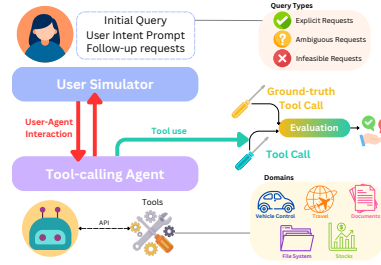 Query Types
Initial Query
User Intent Prompt
Follow-up requests
Explicit Requests
Ambiguous Requests
Infeasible Requests
User Simulator
Ground-truth
Tool Call
User-Agent
Interaction
Tool use
Evaluation
Tool Call
Tool-calling Agent
Domains
Vehicle Control
Travel
Documents
Tools
API
File System
Stocks